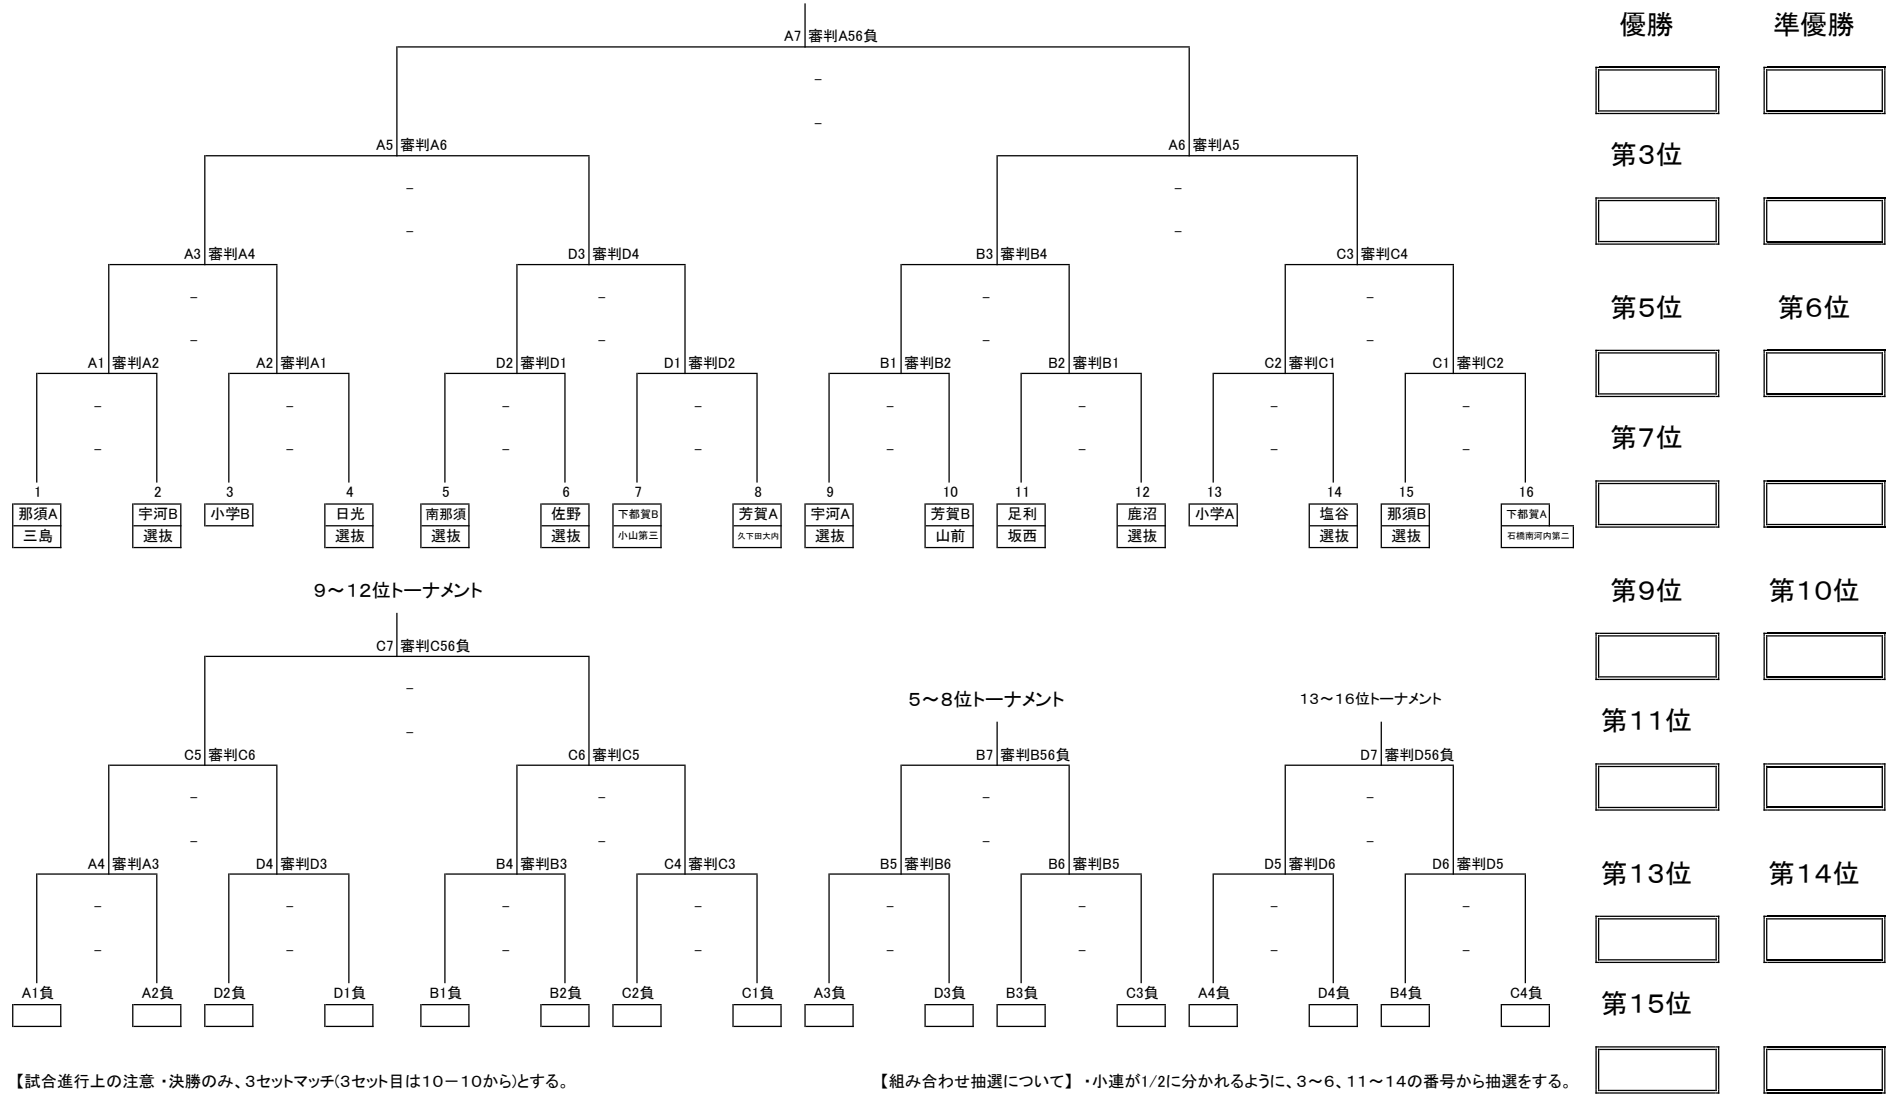 優勝 準優勝
A7 審判A56負
－
－
A5 審判A6 A6 審判A5
第3位
－ －
－ －
A3 審判A4 D3 審判D4 B3 審判B4 C3 審判C4
－ － － －
第5位 第6位
－ － － －
A1 審判A2 A2 審判A1 D2 審判D1 D1 審判D2 B1 審判B2 B2 審判B1 C2 審判C1 C1 審判C2
－ － － － － － － －
第7位
－ － － － － － － －
1 2 3 4 5 6 7 8 9 10 11 12 13 14 15 16
那須A 宇河B 小学B 日光 南那須 佐野 下都賀B 芳賀A 宇河A 芳賀B 足利 鹿沼 小学A 塩谷 那須B 下都賀A
三島 選抜 選抜 選抜 選抜 小山第三 久下田大内 選抜 山前 坂西 選抜 選抜 選抜 石橋南河内第二
9～12位トーナメント
第9位 第10位
C7 審判C56負
－
5～8位トーナメント 13～16位トーナメント
第11位
－
C5 審判C6 C6 審判C5 B7 審判B56負 D7 審判D56負
－ － － －
－ － － －
A4 審判A3 D4 審判D3 B4 審判B3 C4 審判C3 B5 審判B6 B6 審判B5 D5 審判D6 D6 審判D5
第13位 第14位
－ － － － － － － －
－ － － － － － － －
A1負 A2負 D2負 D1負 B1負 B2負 C2負 C1負 A3負 D3負 B3負 C3負 A4負 D4負 B4負 C4負
第15位
【試合進行上の注意 ・決勝のみ、3セットマッチ(3セット目は10－10から)とする。
【組み合わせ抽選について】 ・小連が1/2に分かれるように、3～6、11～14の番号から抽選をする。